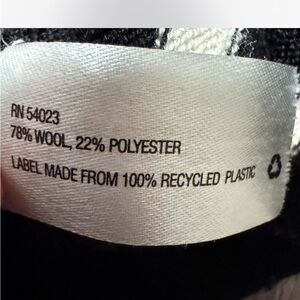 RN 54023
78% WOOL, 22% POLYESTER
LABEL MADE FROM 100% RECYCLED PLASTIC